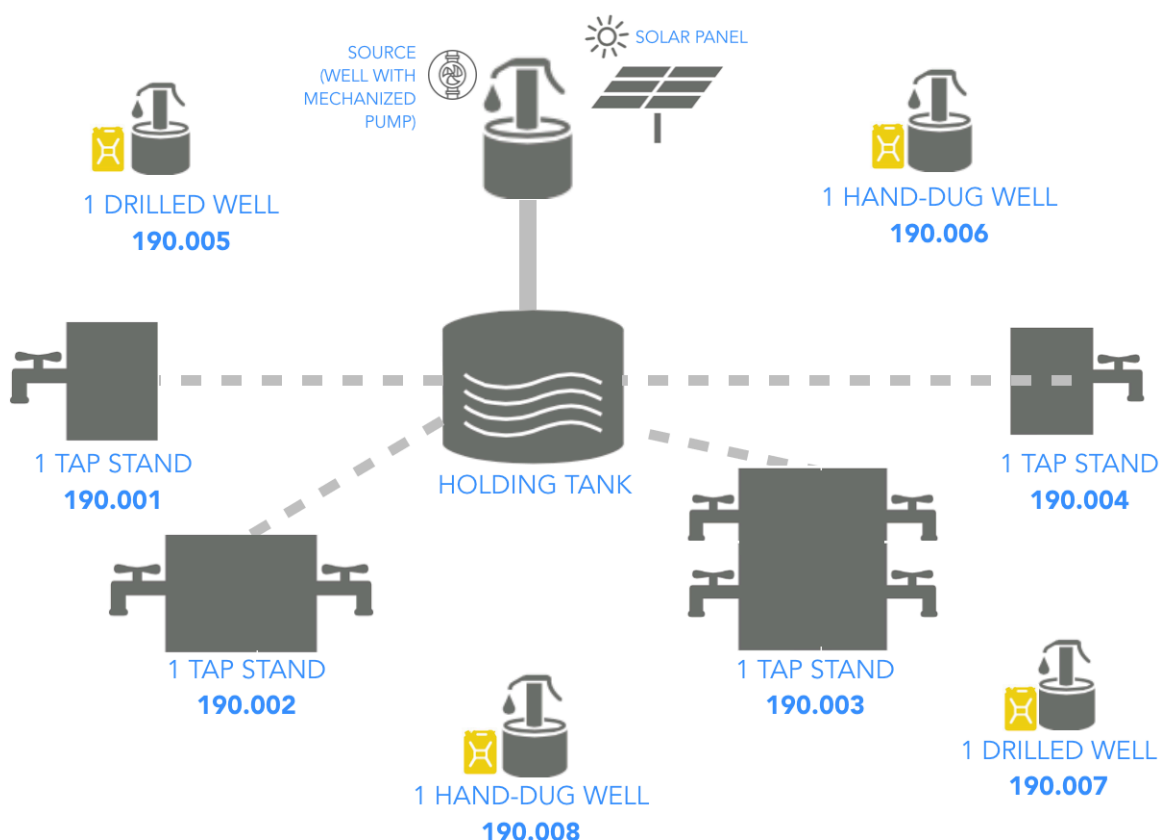 SOLAR PANEL
SOURCE
(WELL WITH
MECHANIZED
PUMP)
1 DRILLED WELL
190.005
1 HAND-DUG WELL
190.006
1 TAP STAND
190.001
HOLDING TANK
1 TAP STAND
190.004
1 TAP STAND
190.002
1 TAP STAND
190.003
1 DRILLED WELL
190.007
1 HAND-DUG WELL
190.008